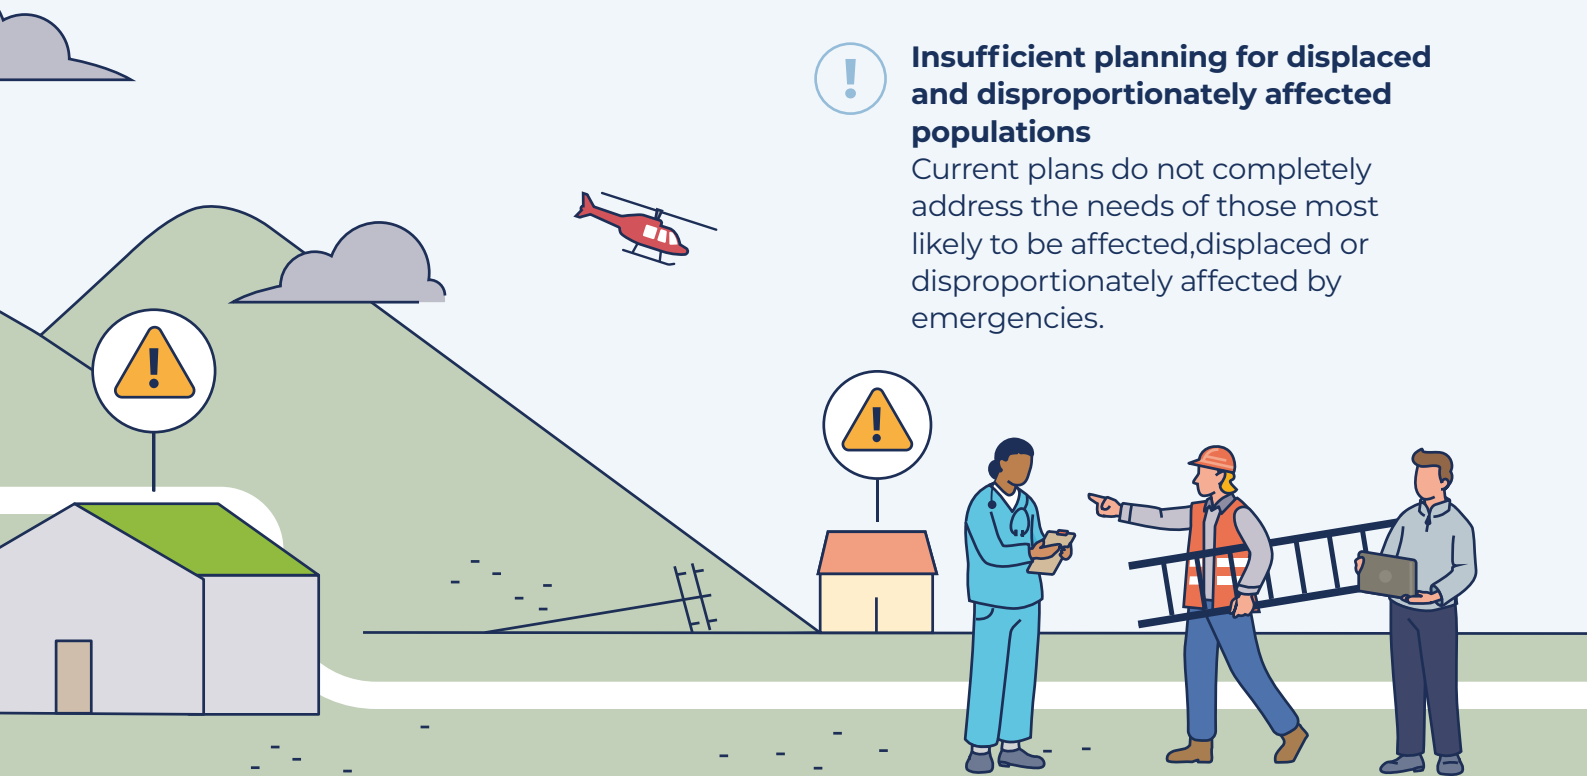 Insufficient planning for displaced
and disproportionately affected
populations
Current plans do not completely
address the needs of those most
likely to be affected,displaced or
disproportionately affected by
emergencies.